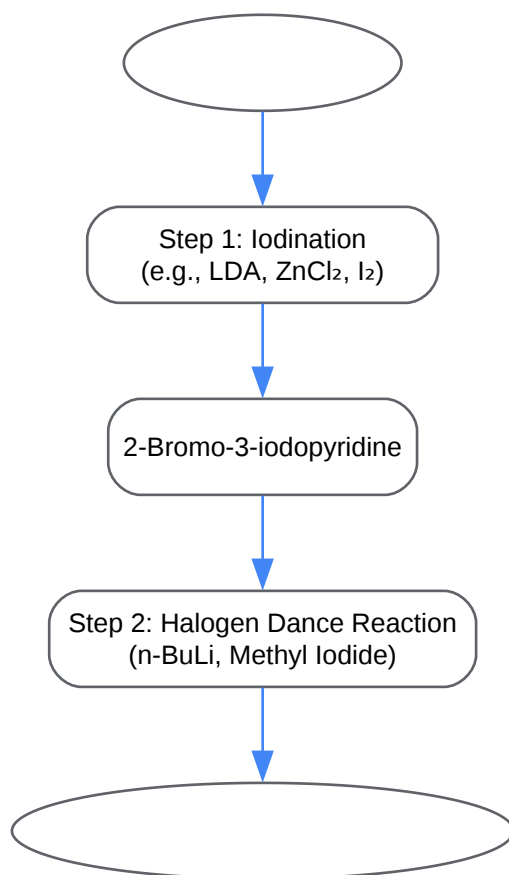 Step 1: Iodination
(e.g., LDA, ZnCl₂, I₂)
2-Bromo-3-iodopyridine
Step 2: Halogen Dance Reaction
(n-BuLi, Methyl Iodide)